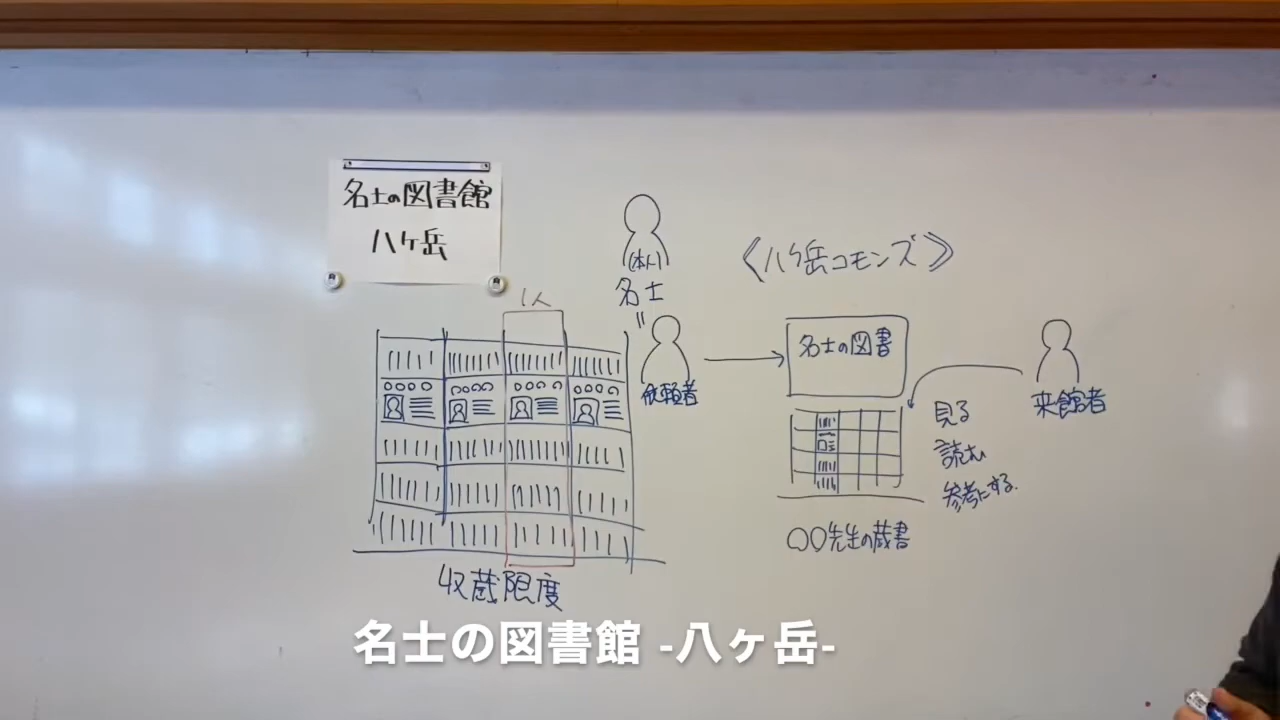 名士の図書館
八ヶ岳
(本人)
名士
〃
依頼者
1人
収蔵限度
《八ヶ岳コモンズ》
名士の図書
〇〇先生の蔵書
見る
読む
参考にする。
来館者
名士の図書館 -八ヶ岳-